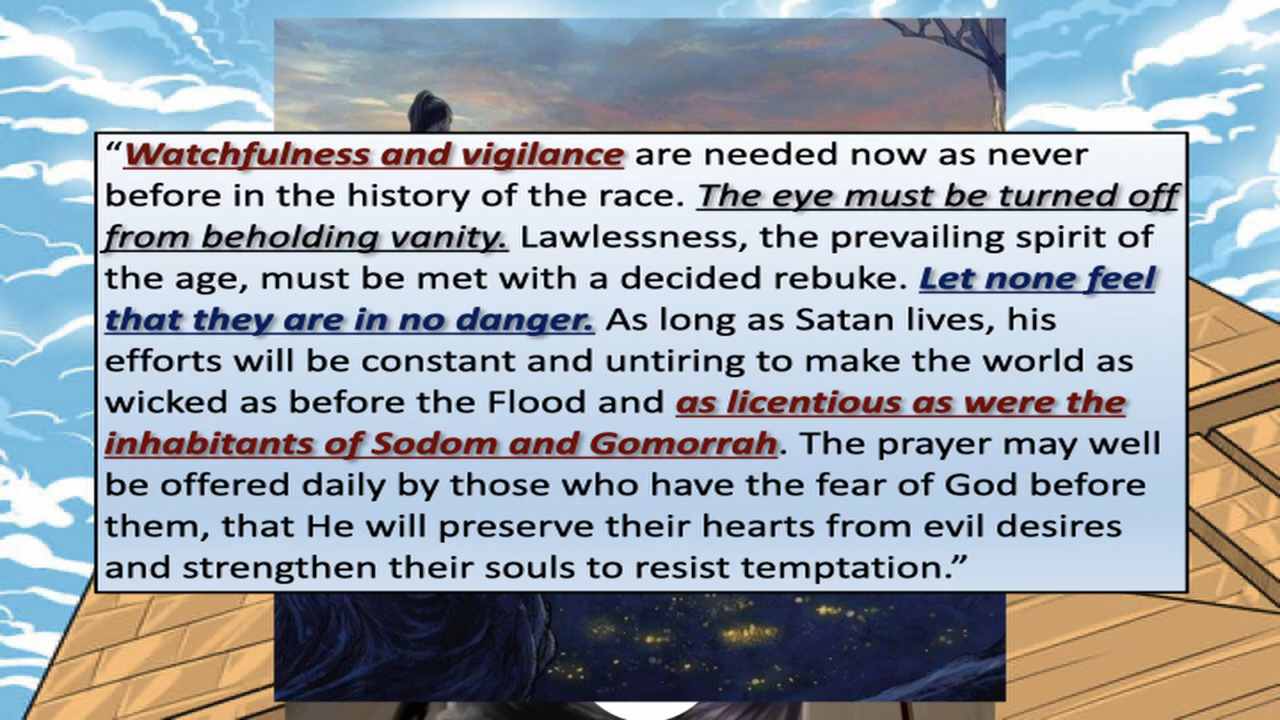 “Watchfulness and vigilance are needed now as never
before in the history of the race. The eye must be turned off
from beholding vanity. Lawlessness, the prevailing spirit of
the age, must be met with a decided rebuke. Let none feel
that they are in no danger. As long as Satan lives, his
efforts will be constant and untiring to make the world as
wicked as before the Flood and as licentious as were the
inhabitants of Sodom and Gomorrah. The prayer may well
be offered daily by those who have the fear of God before
them, that He will preserve their hearts from evil desires
and strengthen their souls to resist temptation.”